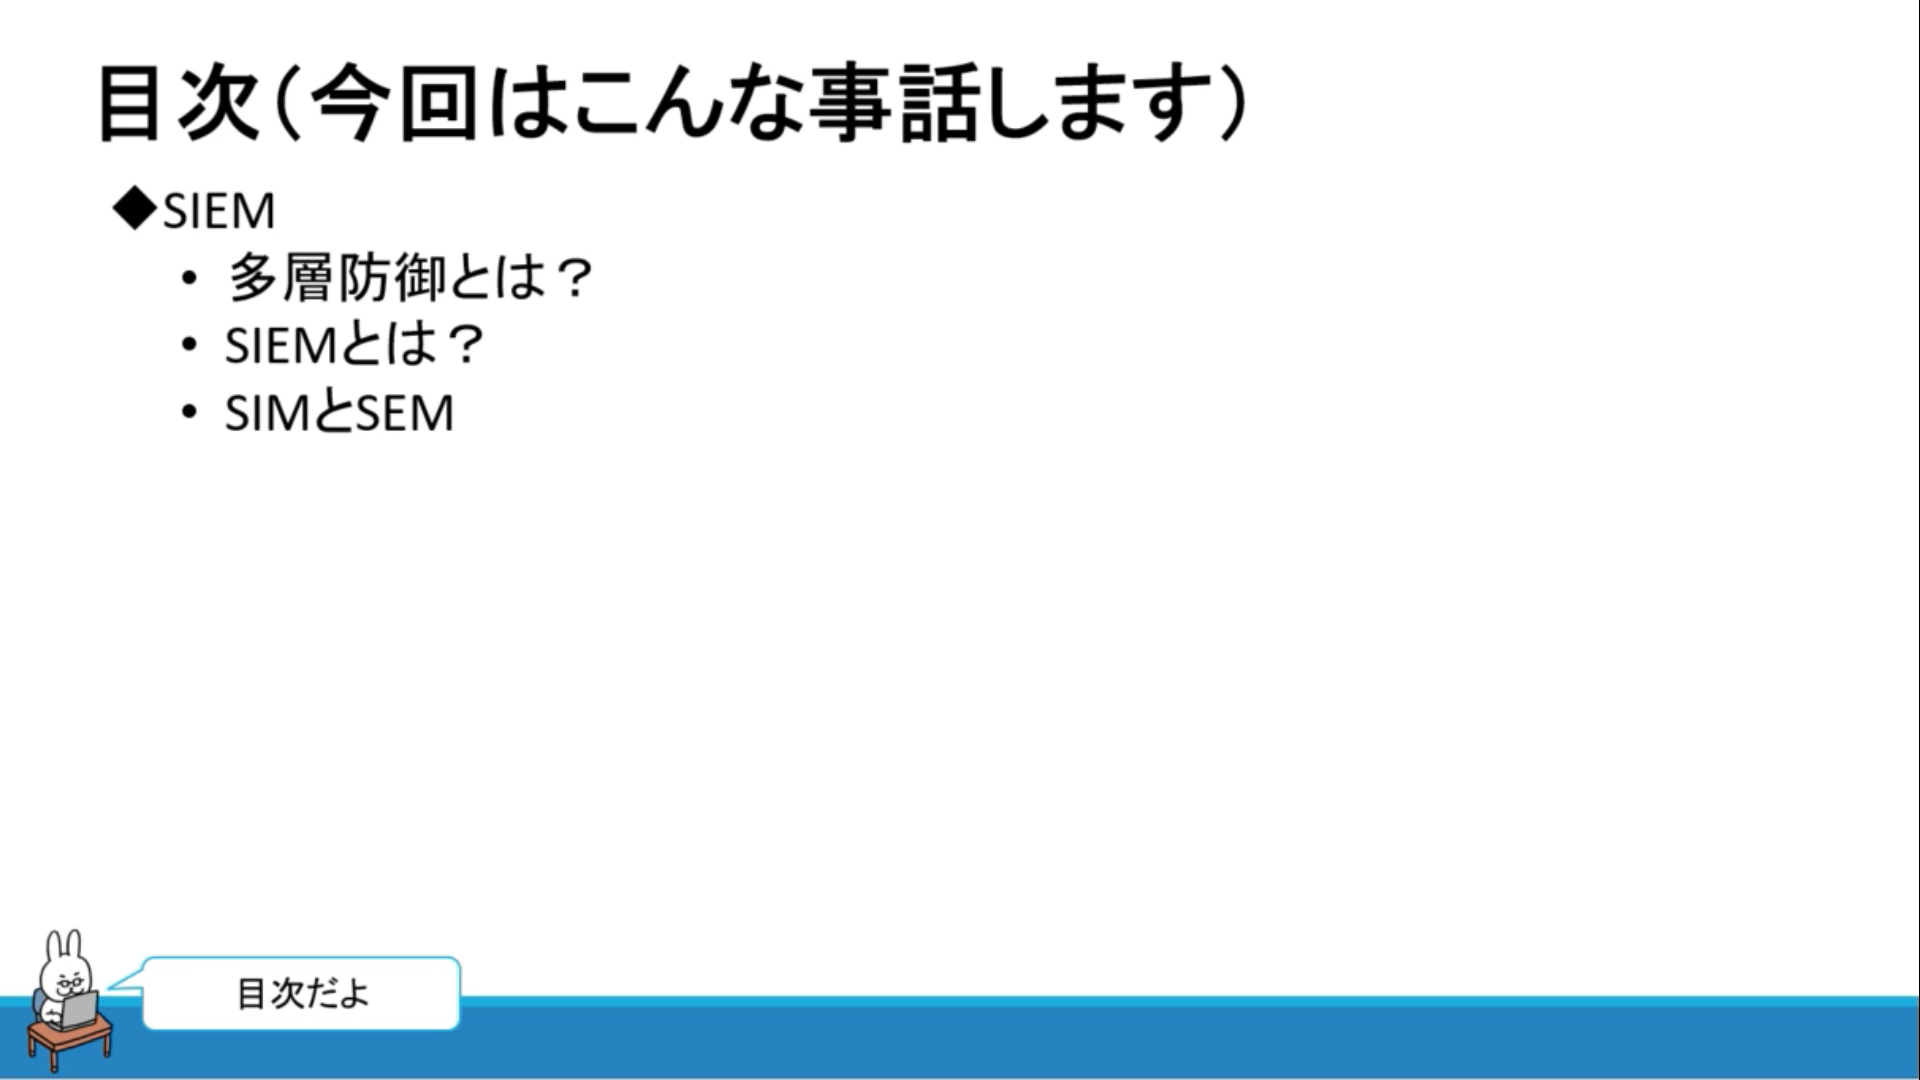 目次(今回はこんな事話します)
◆SIEM
• 多層防御とは？
• SIEMとは？
• SIMとSEM
目次だよ